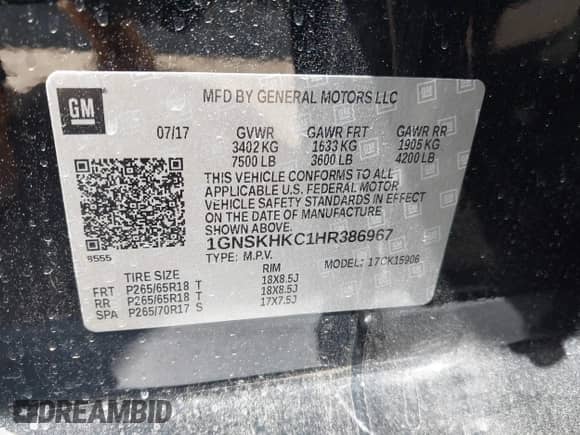 GM
MFD BY GENERAL MOTORS LLC
07/17 GVWR GAWR FRT GAWR RR
3402 KG 1633 KG 1905 KG
7500 LB 3600 LB 4200 LB
THIS VEHICLE CONFORMS TO ALL
APPLICABLE U.S. FEDERAL MOTOR
VEHICLE SAFETY STANDARDS IN EFFECT
ON THE DATE OF MANUFACTURE
SHOWN ABOVE.
8555
1GNSKHKC1HR386967
TYPE: M.P.V. MODEL: 17CK15906
TIRE SIZE RIM
FRT P265/65R18 T 18X8.5J
RR P265/65R18 T 18X8.5J
SPA P265/70R17 S 17X7.5J
DREAMBID